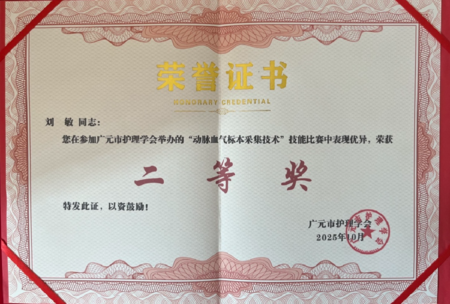 荣誉证书
HONORARY CREDENTIAL
刘 敏 同志：
您在参加广元市护理学会举办的“动脉血气标本采集技术”技能比赛中表现优异，荣获
二 等 奖
特发此证，以资鼓励！
广元市护理学会
2025年10月